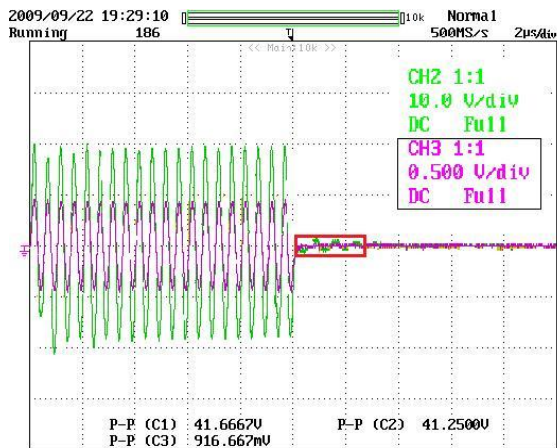 2009/09/22 19:29:10 10k Normal
Running 186 500MS/s 2μs/div
<< Main:10k >>
CH2 1:1
10.0 V/div
DC Full
CH3 1:1
0.500 V/div
DC Full
P-P (C1) 41.6667V P-P (C2) 41.2500V
P-P (C3) 916.667mV